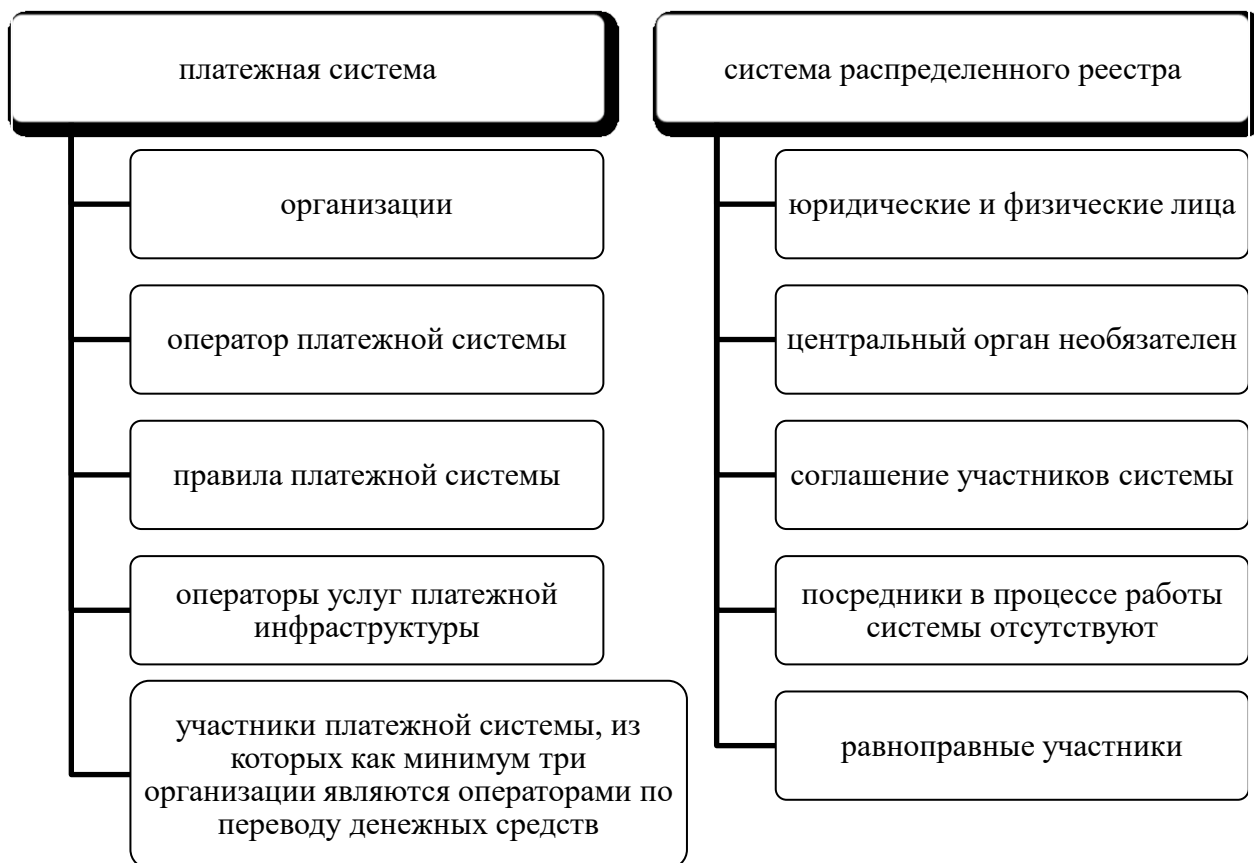 платежная система
организации
оператор платежной системы
правила платежной системы
операторы услуг платежной
инфраструктуры
участники платежной системы, из
которых как минимум три
организации являются операторами по
переводу денежных средств
система распределенного реестра
юридические и физические лица
центральный орган необязателен
соглашение участников системы
посредники в процессе работы
системы отсутствуют
равноправные участники